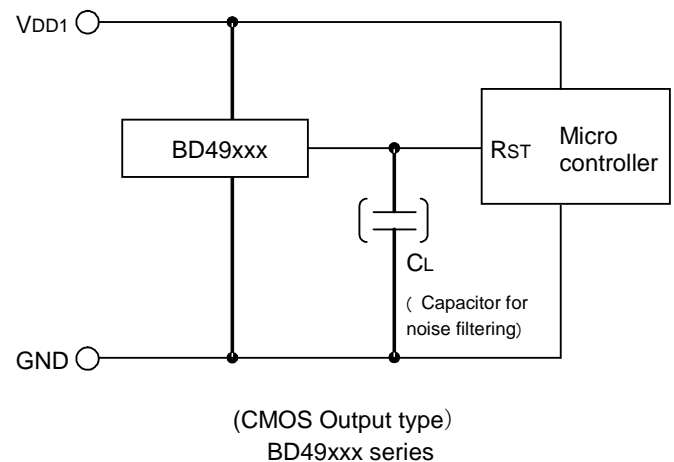 VDD1
BD49xxx
RST
Micro
controller
CL
( Capacitor for
noise filtering)
GND
(CMOS Output type)
BD49xxx series